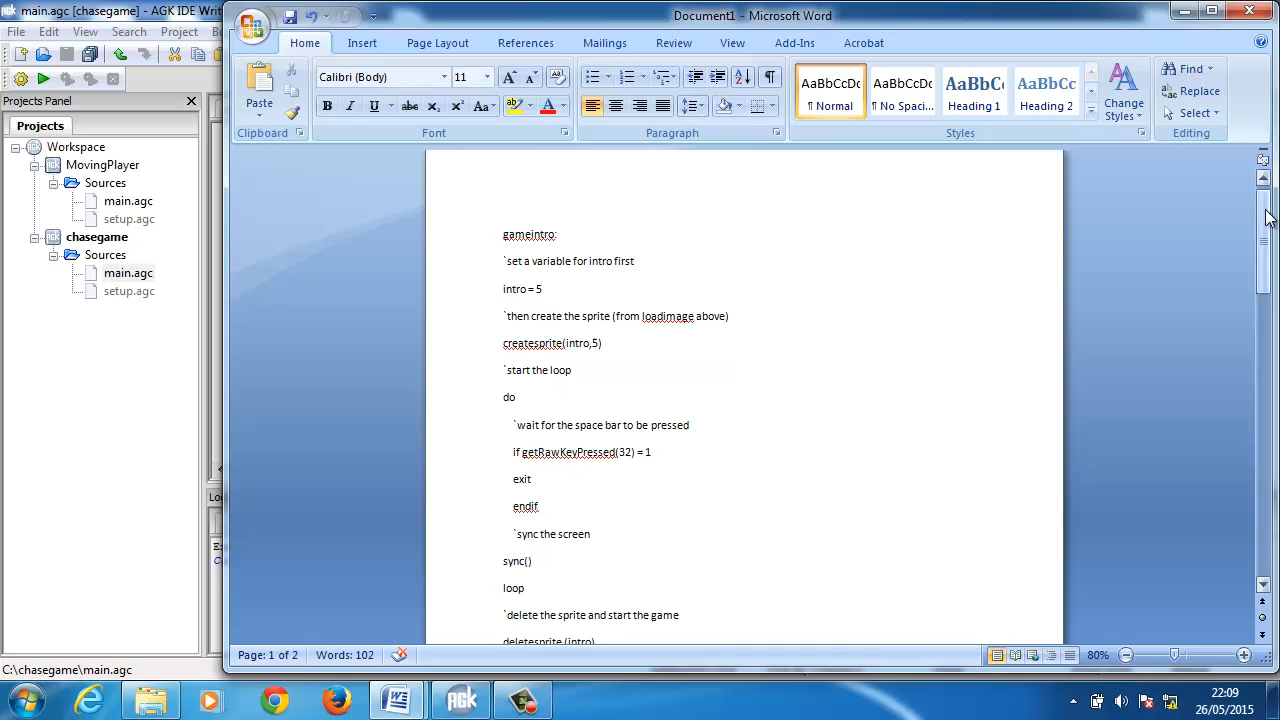 main.agc [chasegame] - AGK IDE Writ
Document1 - Microsoft Word
File Edit View Search Project
Home Insert Page Layout References Mailings Review View Add-Ins Acrobat
Paste
Clipboard
Calibri (Body) 11
Font
Paragraph
AaBbCcDc AaBbCcDc AaBbC AaBbCc
¶ Normal ¶ No Spaci... Heading 1 Heading 2
Change Styles
Styles
Find
Replace
Select
Editing
Projects Panel
Projects
Workspace
MovingPlayer
Sources
main.agc
setup.agc
chasegame
Sources
main.agc
setup.agc
gameintro:
`set a variable for intro first
intro = 5
`then create the sprite (from loadimage above)
createsprite(intro,5)
`start the loop
do
`wait for the space bar to be pressed
if getRawKeyPressed(32) = 1
exit
endif
`sync the screen
sync()
loop
`delete the sprite and start the game
deletesprite (intro)
Page: 1 of 2 Words: 102 80%
C:\chasegame\main.agc
AGK
22:09
26/05/2015